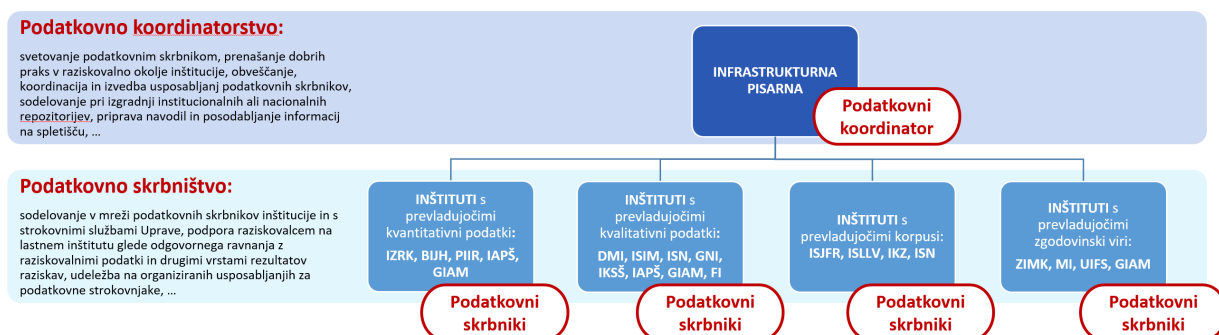 Podatkovno koordinatorstvo:
svetovanje podatkovnim skrbnikom, prenašanje dobrih
praks v raziskovalno okolje inštitucije, obveščanje,
koordinacija in izvedba usposabljanj podatkovnih skrbnikov,
sodelovanje pri izgradnji institucionalnih ali nacionalnih
repozitorijev, priprava navodil in posodabljanje informacij
na spletišču, ...
INFRASTRUKTURNA
PISARNA
Podatkovni
koordinator
Podatkovno skrbništvo:
sodelovanje v mreži podatkovnih skrbnikov inštitucije in s
strokovnimi službami Uprave, podpora raziskovalcem na
lastnem inštitutu glede odgovornega ravnanja z
raziskovalnimi podatki in drugimi vrstami rezultatov
raziskav, udeležba na organiziranih usposabljanjih za
podatkovne strokovnjake, ...
INŠTITUTI s
prevladujočimi
kvantitativni podatki:
IZRK, BIJH, PIIR, IAPŠ,
GIAM
Podatkovni
skrbniki
INŠTITUTI s
prevladujočimi
kvalitativni podatki:
DMI, ISIM, ISN, GNI,
IKSŠ, IAPŠ, GIAM, FI
Podatkovni
skrbniki
INŠTITUTI s
prevladujočimi korpusi:
ISJFR, ISLLV, IKZ, ISN
Podatkovni
skrbniki
INŠTITUTI s
prevladujočimi
zgodovinski viri:
ZIMK, MI, UIFS, GIAM
Podatkovni
skrbniki